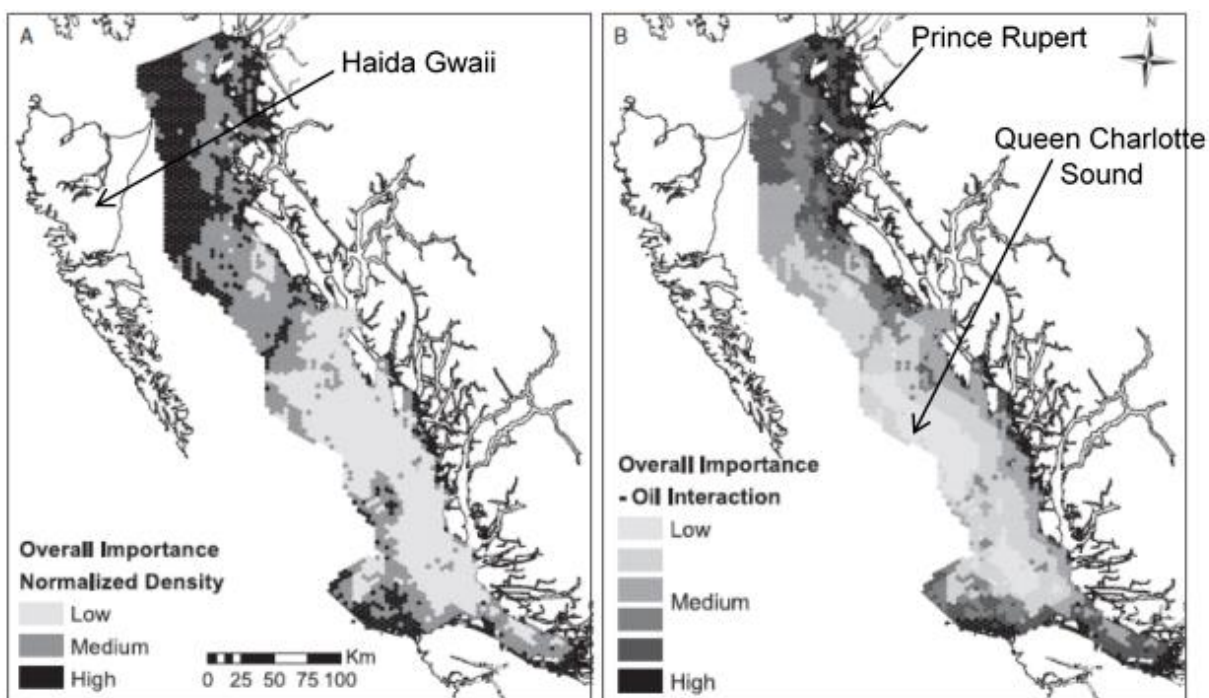 A
Haida Gwaii
Overall Importance
Normalized Density
Low
Medium
High
Km
0 25 50 75 100
B
Prince Rupert
N
Queen Charlotte
Sound
Overall Importance
- Oil Interaction
Low
Medium
High